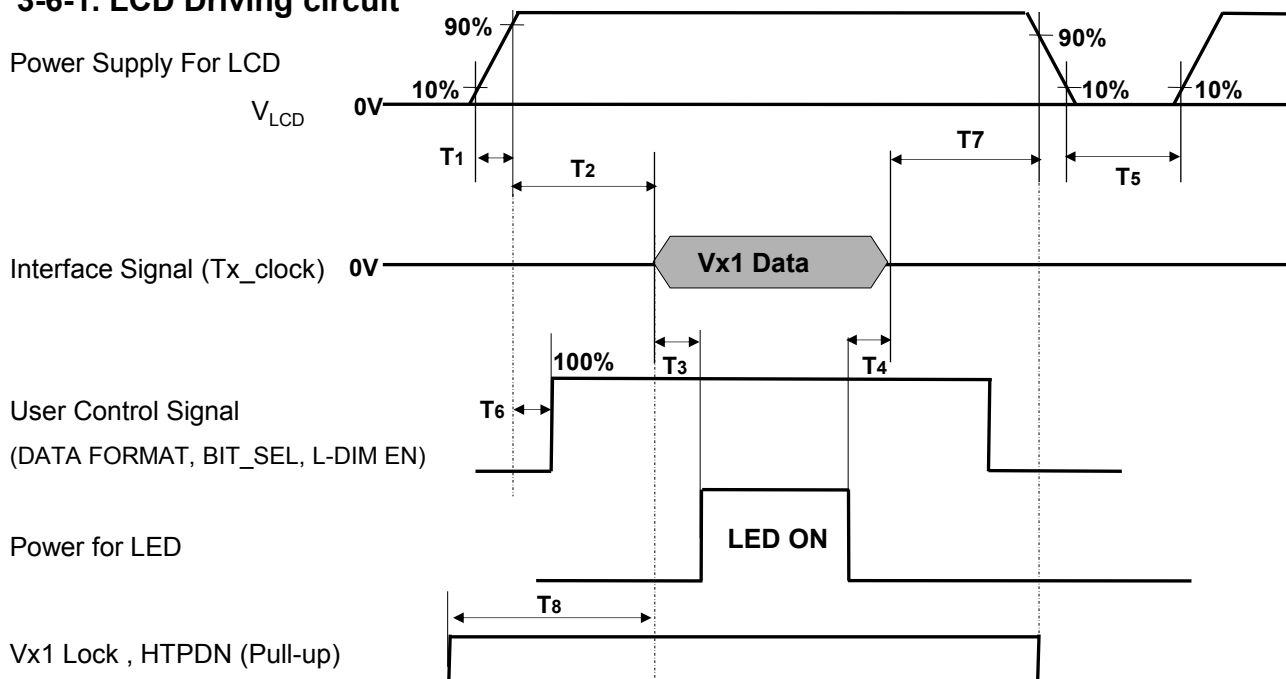 3-6-1. LCD Driving circuit
90%
90%
Power Supply For LCD
10%
10%
10%
VLCD
0V
T1
T2
T7
T5
Interface Signal (Tx_clock)
0V
Vx1 Data
100%
T3
T4
User Control Signal
T6
(DATA FORMAT, BIT_SEL, L-DIM EN)
Power for LED
LED ON
T8
Vx1 Lock , HTPDN (Pull-up)